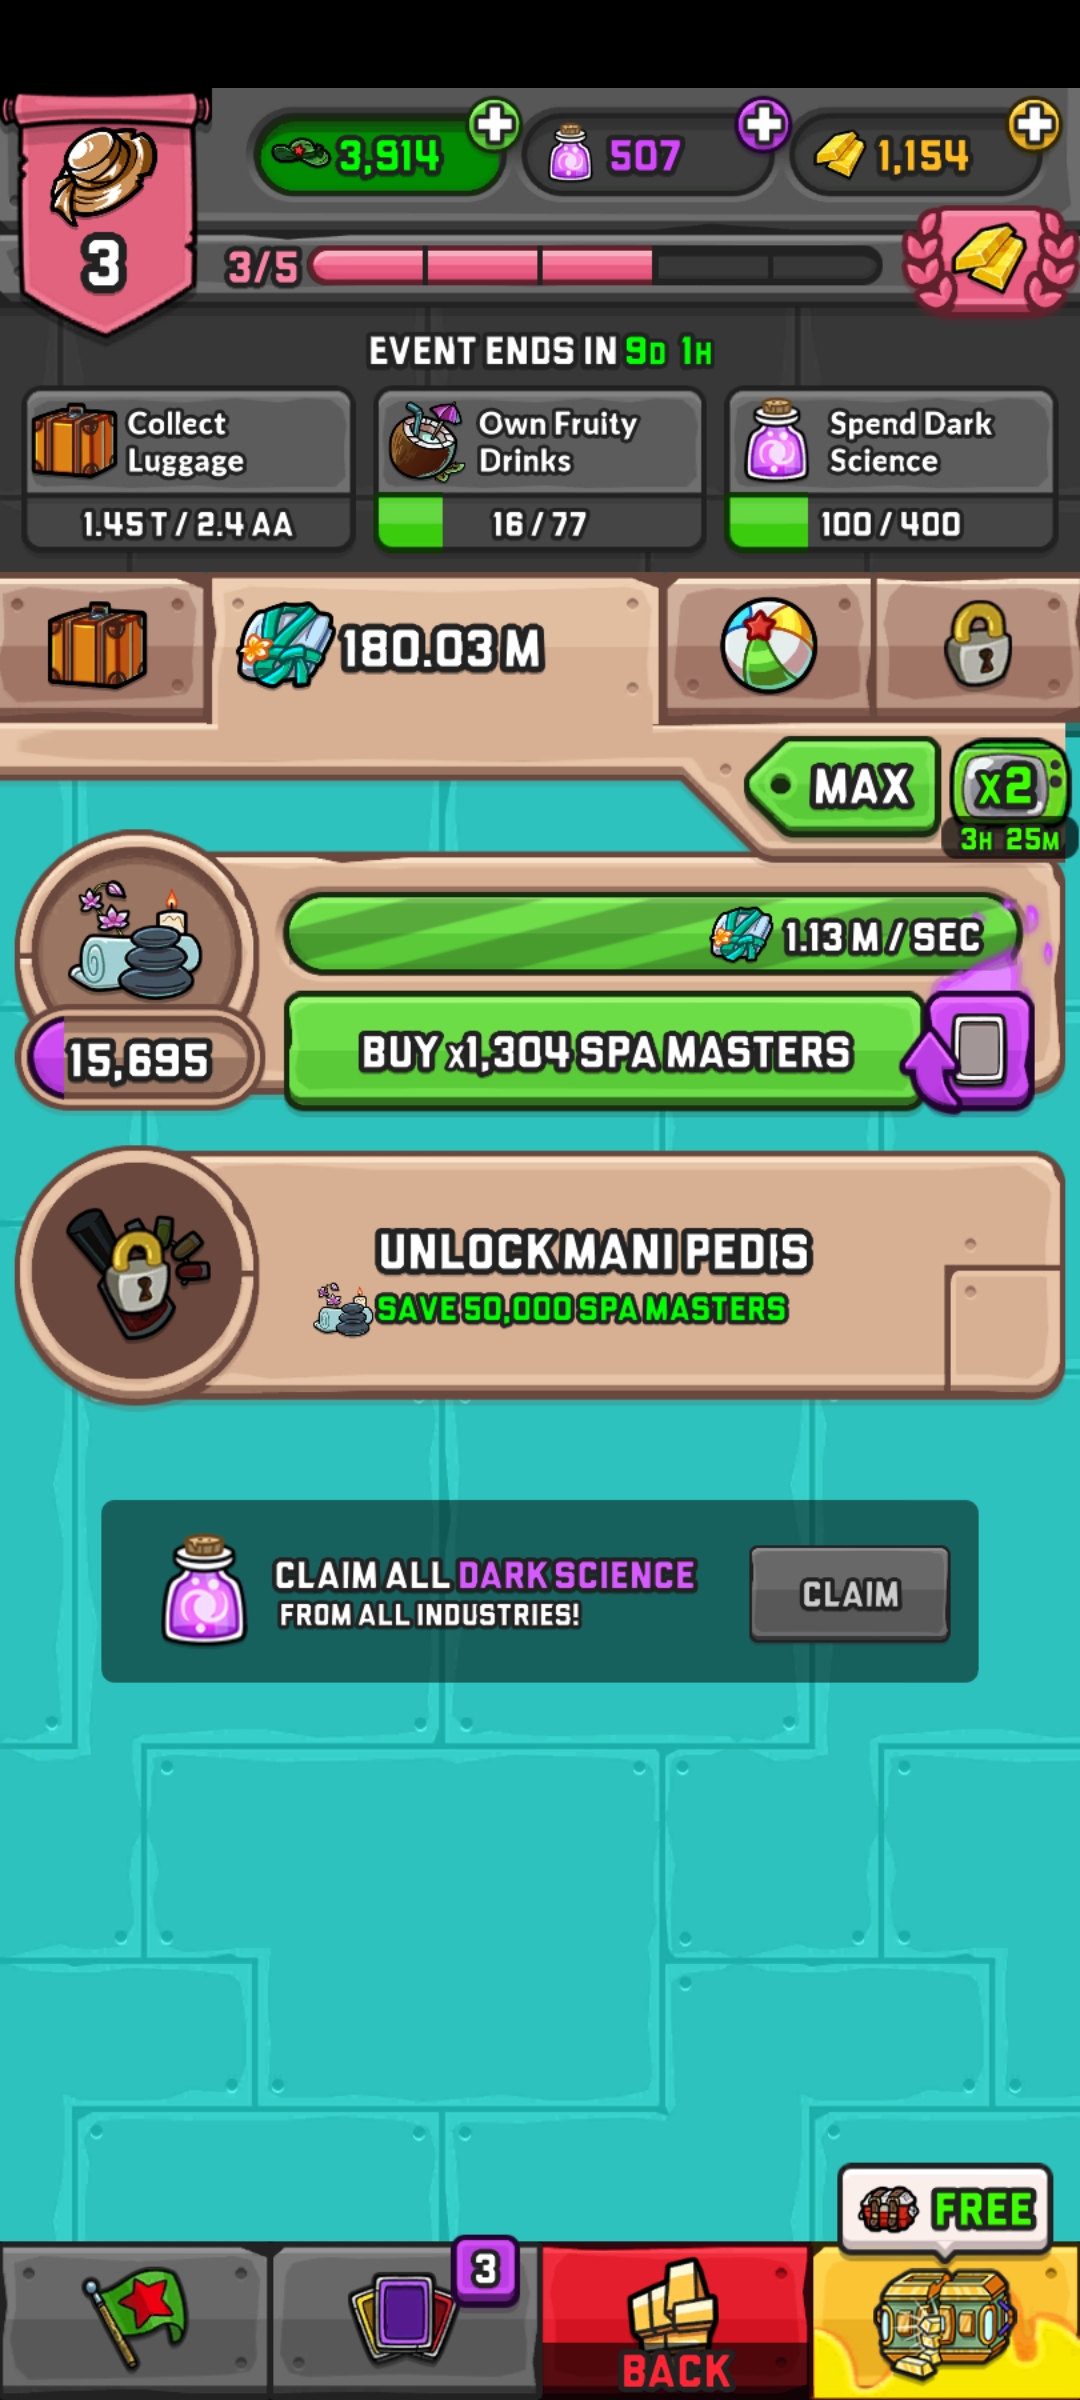 3,914
507
1,154
3
3/5
EVENT ENDS IN 9D 1H
Collect
Luggage
1.45 T / 2.4 AA
Own Fruity
Drinks
16 / 77
Spend Dark
Science
100 / 400
180.03 M
MAX
x2
3H 25M
1.13 M / SEC
15,695
BUY x1,304 SPA MASTERS
UNLOCK MANI PEDIS
SAVE 50,000 SPA MASTERS
CLAIM ALL DARK SCIENCE
FROM ALL INDUSTRIES!
CLAIM
FREE
3
BACK